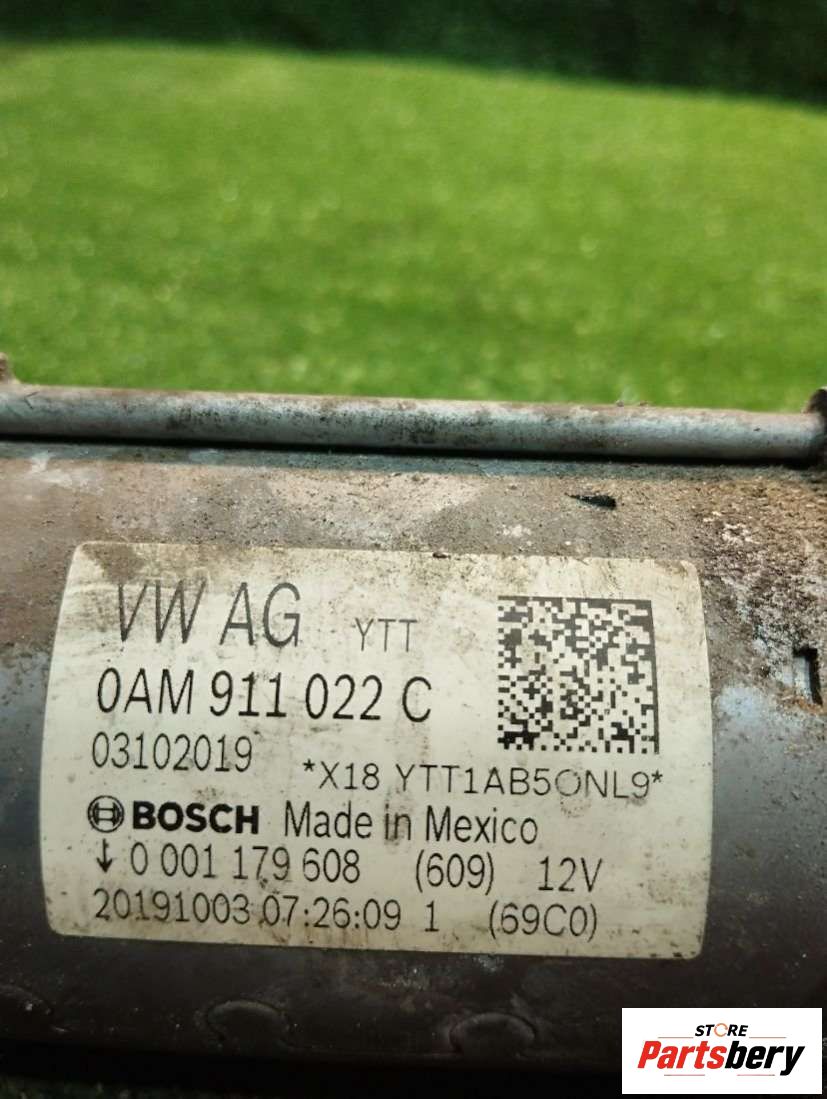 VW AG YTT
0AM 911 022 C
03102019 *X18 YTT1AB5ONL9*
BOSCH Made in Mexico
↓ 0 001 179 608 (609) 12V
20191003 07:26:09 1 (69C0)
STORE
Partsbery